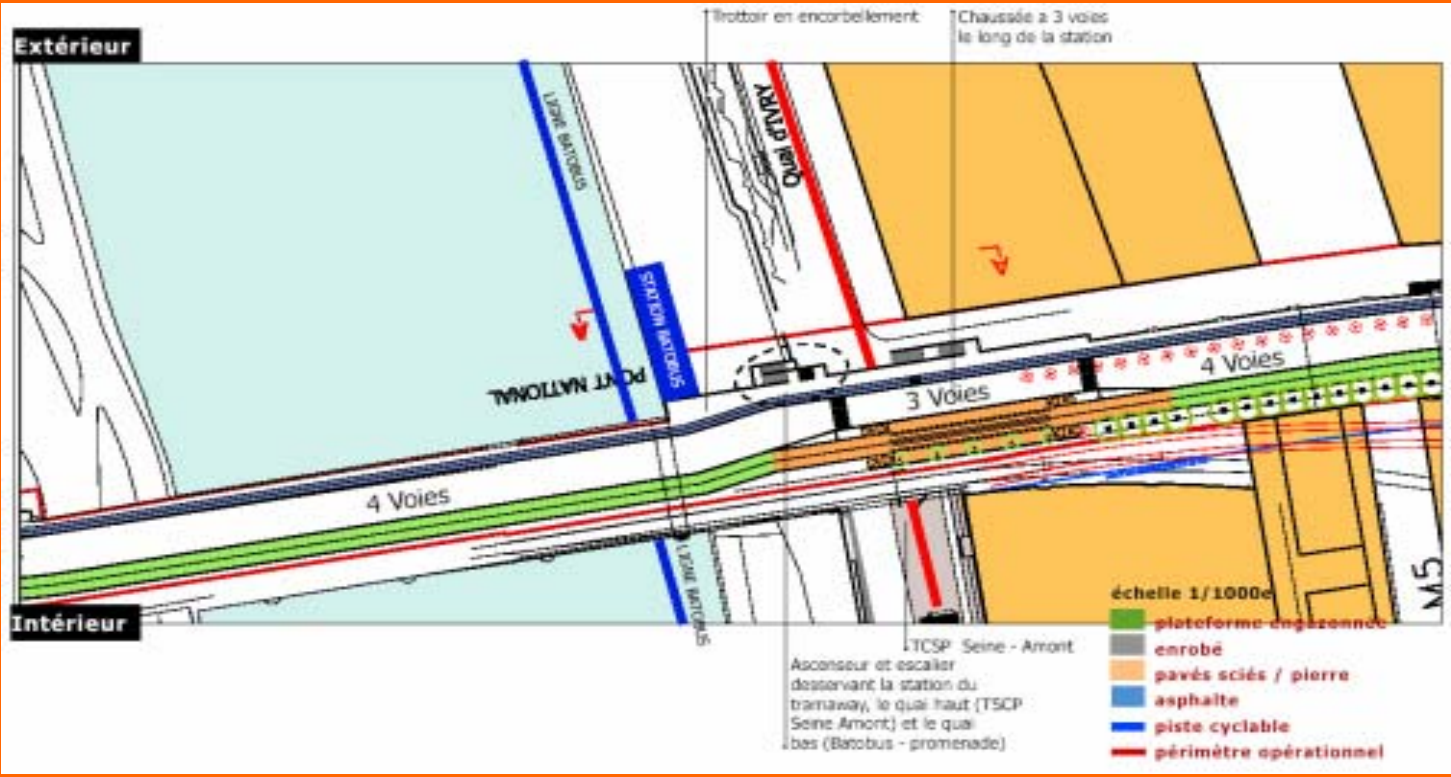 Trottoir en encorbellement
Chaussée a 3 voies
le long de la station
Extérieur
LIGNE BATOBUS
Quai d'IVRY
STATION BATOBUS
PONT NATIONAL
4 Voies
3 Voies
4 Voies
LIGNE BATOBUS
M5
Intérieur
TCSP Seine - Amont
Ascenseur et escalier
desservant la station du
tramaway, le quai haut (TSCP
Seine Amont) et le quai
bas (Batobus - promenade)
échelle 1/1000e
plateforme engazonnée
enrobé
pavés sciés / pierre
asphalte
piste cyclable
périmètre opérationnel